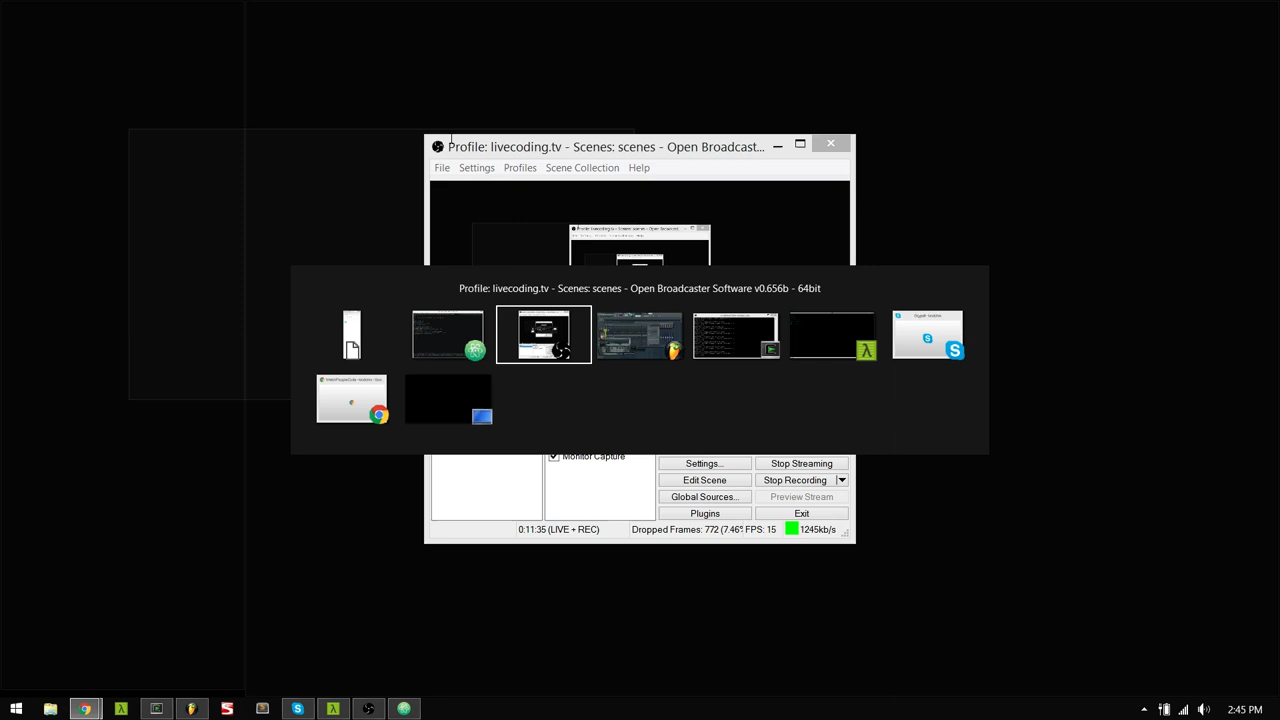 Profile: livecoding.tv - Scenes: scenes - Open Broadcast...
File Settings Profiles Scene Collection Help
Profile: livecoding.tv - Scenes: scenes - Open Broadcaster Software v0.656b - 64bit
Monitor Capture
Settings... Stop Streaming
Edit Scene Stop Recording
Global Sources... Preview Stream
Plugins Exit
0:11:35 (LIVE + REC) Dropped Frames: 772 (7.46% FPS: 15 1245kb/s
2:45 PM